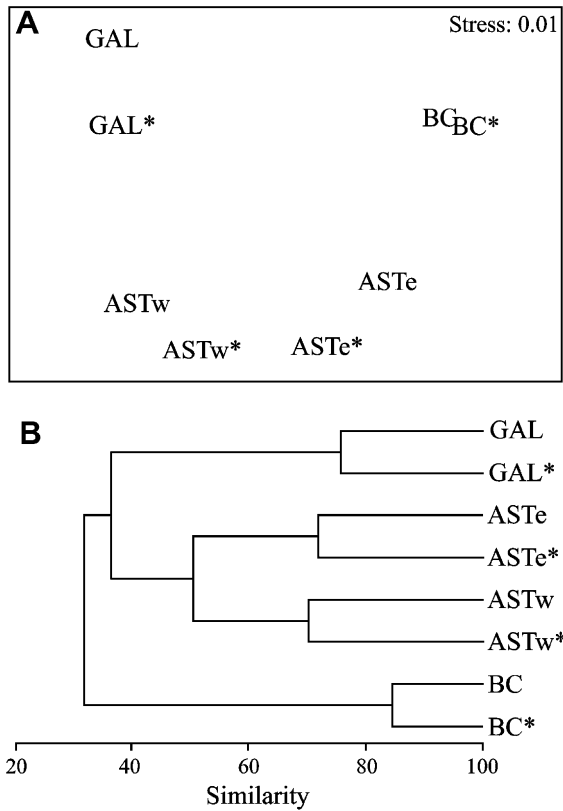 A
Stress: 0.01
GAL
GAL*
BC
BC*
ASTe
ASTw
ASTw*
ASTe*
B
GAL
GAL*
ASTe
ASTe*
ASTw
ASTw*
BC
BC*
20 40 60 80 100
Similarity